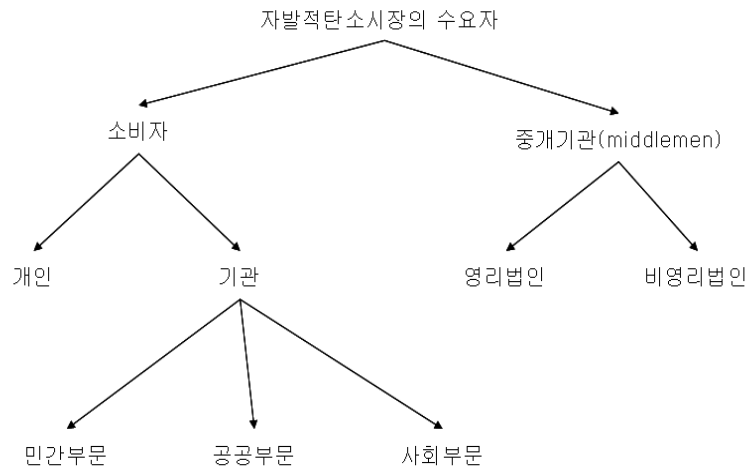 자발적탄소시장의 수요자
소비자
중개기관(middlemen)
개인
기관
영리법인
비영리법인
민간부문
공공부문
사회부문